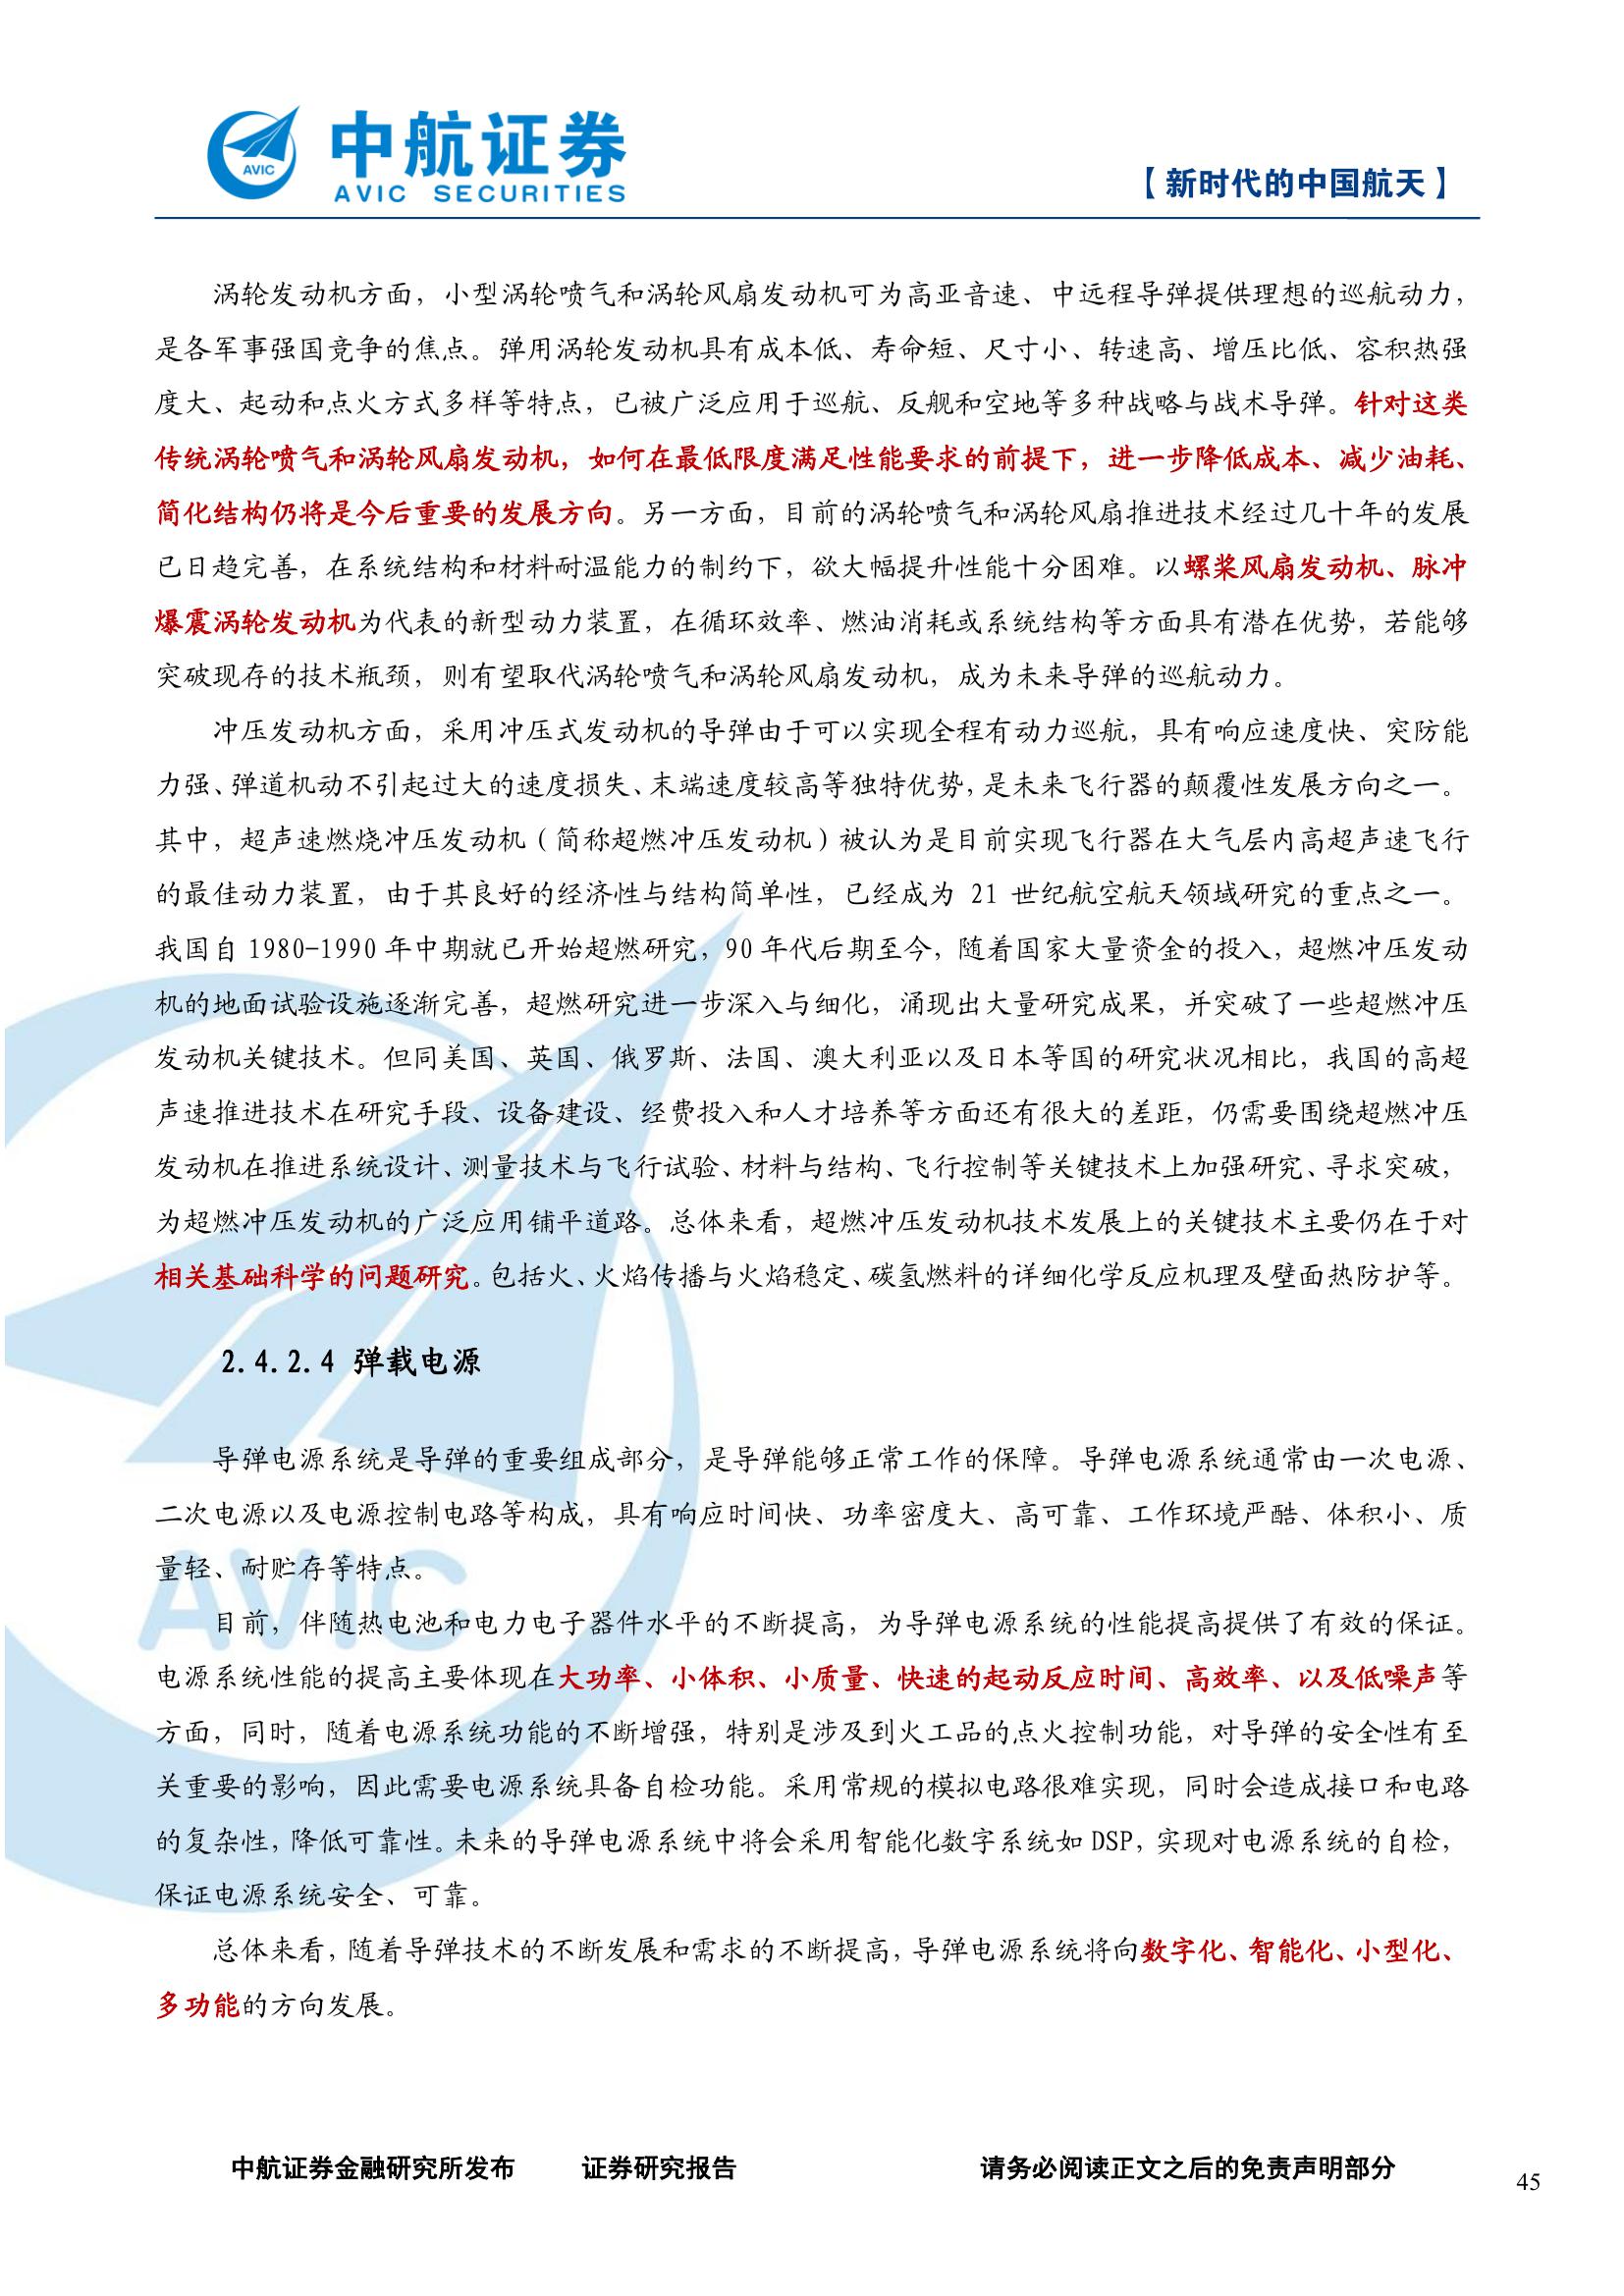 中航证券
AVIC
AVIC SECURITIES
【新时代的中国航天】
涡轮发动机方面，小型涡轮喷气和涡轮风扇发动机可为高亚音速、中远程导弹提供理想的巡航动力，
是各军事强国竞争的焦点。弹用涡轮发动机具有成本低、寿命短、尺寸小、转速高、增压比低、容积热强
度大、起动和点火方式多样等特点，已被广泛应用于巡航、反舰和空地等多种战略与战术导弹。针对这类
传统涡轮喷气和涡轮风扇发动机，如何在最低限度满足性能要求的前提下，进一步降低成本、减少油耗、
简化结构仍将是今后重要的发展方向。另一方面，目前的涡轮喷气和涡轮风扇推进技术经过几十年的发展
已日趋完善，在系统结构和材料耐温能力的制约下，欲大幅提升性能十分困难。以螺桨风扇发动机、脉冲
爆震涡轮发动机为代表的新型动力装置，在循环效率、燃油消耗或系统结构等方面具有潜在优势，若能够
突破现存的技术瓶颈，则有望取代涡轮喷气和涡轮风扇发动机，成为未来导弹的巡航动力。
冲压发动机方面，采用冲压式发动机的导弹由于可以实现全程有动力巡航，具有响应速度快、突防能
力强、弹道机动不引起过大的速度损失、末端速度较高等独特优势，是未来飞行器的颠覆性发展方向之一。
其中，超声速燃烧冲压发动机（简称超燃冲压发动机）被认为是目前实现飞行器在大气层内高超声速飞行
的最佳动力装置，由于其良好的经济性与结构简单性，已经成为 21 世纪航空航天领域研究的重点之一。
我国自 1980-1990 年中期就已开始超燃研究，90 年代后期至今，随着国家大量资金的投入，超燃冲压发动
机的地面试验设施逐渐完善，超燃研究进一步深入与细化，涌现出大量研究成果，并突破了一些超燃冲压
发动机关键技术。但同美国、英国、俄罗斯、法国、澳大利亚以及日本等国的研究状况相比，我国的高超
声速推进技术在研究手段、设备建设、经费投入和人才培养等方面还有很大的差距，仍需要围绕超燃冲压
发动机在推进系统设计、测量技术与飞行试验、材料与结构、飞行控制等关键技术上加强研究、寻求突破，
为超燃冲压发动机的广泛应用铺平道路。总体来看，超燃冲压发动机技术发展上的关键技术主要仍在于对
相关基础科学的问题研究。包括火、火焰传播与火焰稳定、碳氢燃料的详细化学反应机理及壁面热防护等。
2.4.2.4 弹载电源
导弹电源系统是导弹的重要组成部分，是导弹能够正常工作的保障。导弹电源系统通常由一次电源、
二次电源以及电源控制电路等构成，具有响应时间快、功率密度大、高可靠、工作环境严酷、体积小、质
量轻、耐贮存等特点。
AVIC
目前，伴随热电池和电力电子器件水平的不断提高，为导弹电源系统的性能提高提供了有效的保证。
电源系统性能的提高主要体现在大功率、小体积、小质量、快速的起动反应时间、高效率、以及低噪声等
方面，同时，随着电源系统功能的不断增强，特别是涉及到火工品的点火控制功能，对导弹的安全性有至
关重要的影响，因此需要电源系统具备自检功能。采用常规的模拟电路很难实现，同时会造成接口和电路
的复杂性，降低可靠性。未来的导弹电源系统中将会采用智能化数字系统如 DSP，实现对电源系统的自检，
保证电源系统安全、可靠。
总体来看，随着导弹技术的不断发展和需求的不断提高，导弹电源系统将向数字化、智能化、小型化、
多功能的方向发展。
中航证券金融研究所发布 证券研究报告 请务必阅读正文之后的免责声明部分
45